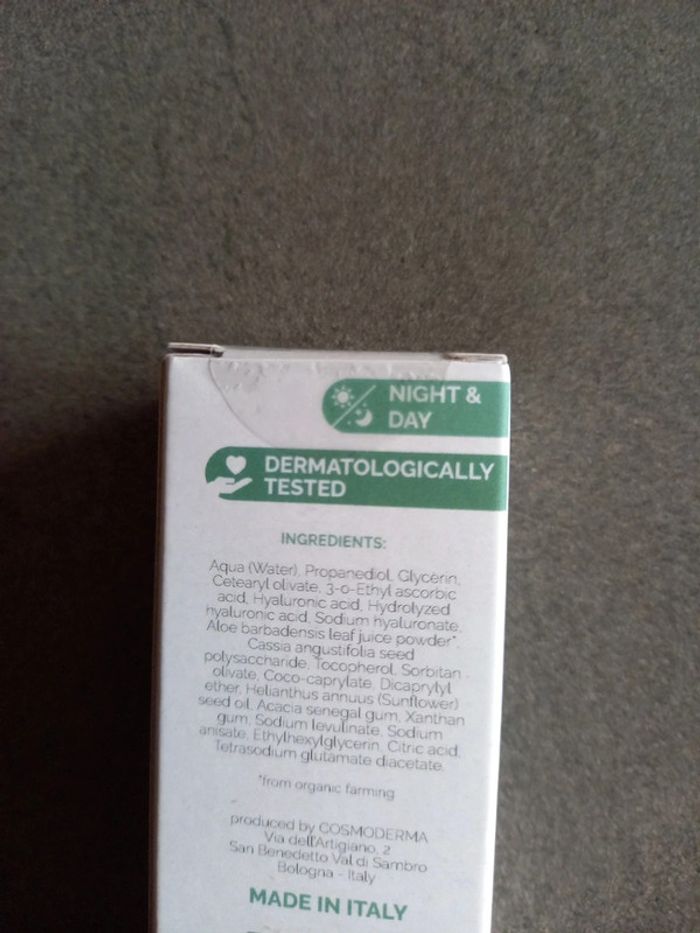 NIGHT &
DAY
DERMATOLOGICALLY
TESTED
INGREDIENTS:
Aqua (Water), Propanediol, Glycerin,
Cetearyl olivate, 3-o-Ethyl ascorbic
acid, Hyaluronic acid, Hydrolyzed
hyaluronic acid, Sodium hyaluronate,
Aloe barbadensis leaf juice powder*,
Cassia angustifolia seed
polysaccharide, Tocopherol, Sorbitan
olivate, Coco-caprylate, Dicaprylyl
ether, Helianthus annuus (Sunflower)
seed oil, Acacia senegal gum, Xanthan
gum, Sodium levulinate, Sodium
anisate, Ethylhexylglycerin, Citric acid,
Tetrasodium glutamate diacetate.
*from organic farming
produced by COSMODERMA
Via dell'Artigiano, 2
San Benedetto Val di Sambro
Bologna - Italy
MADE IN ITALY